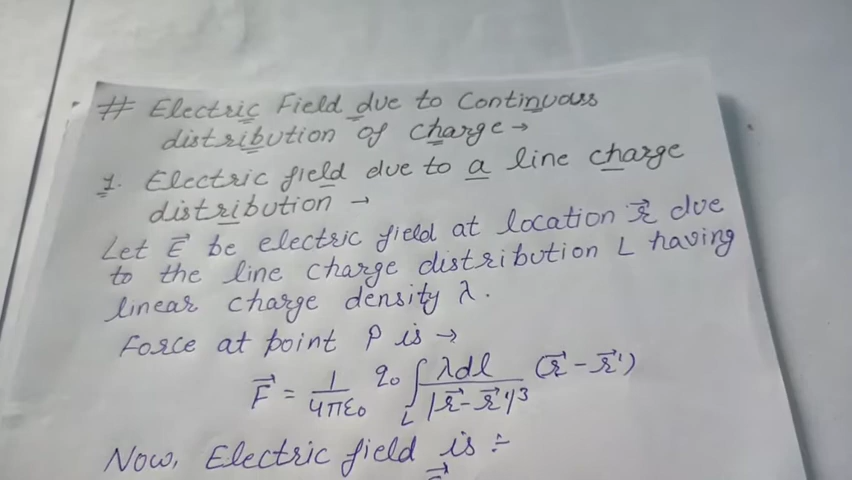 # Electric Field due to Continuous
distribution of charge →
1. Electric field due to a line charge
distribution →
Let E⃗ be electric field at location r⃗ due
to the line charge distribution L having
linear charge density λ.
Force at point P is →
F⃗ = 1/4πε₀ q₀ ∫_L λdl/|r⃗ - r⃗'|³ (r⃗ - r⃗')
Now, Electric field is ÷